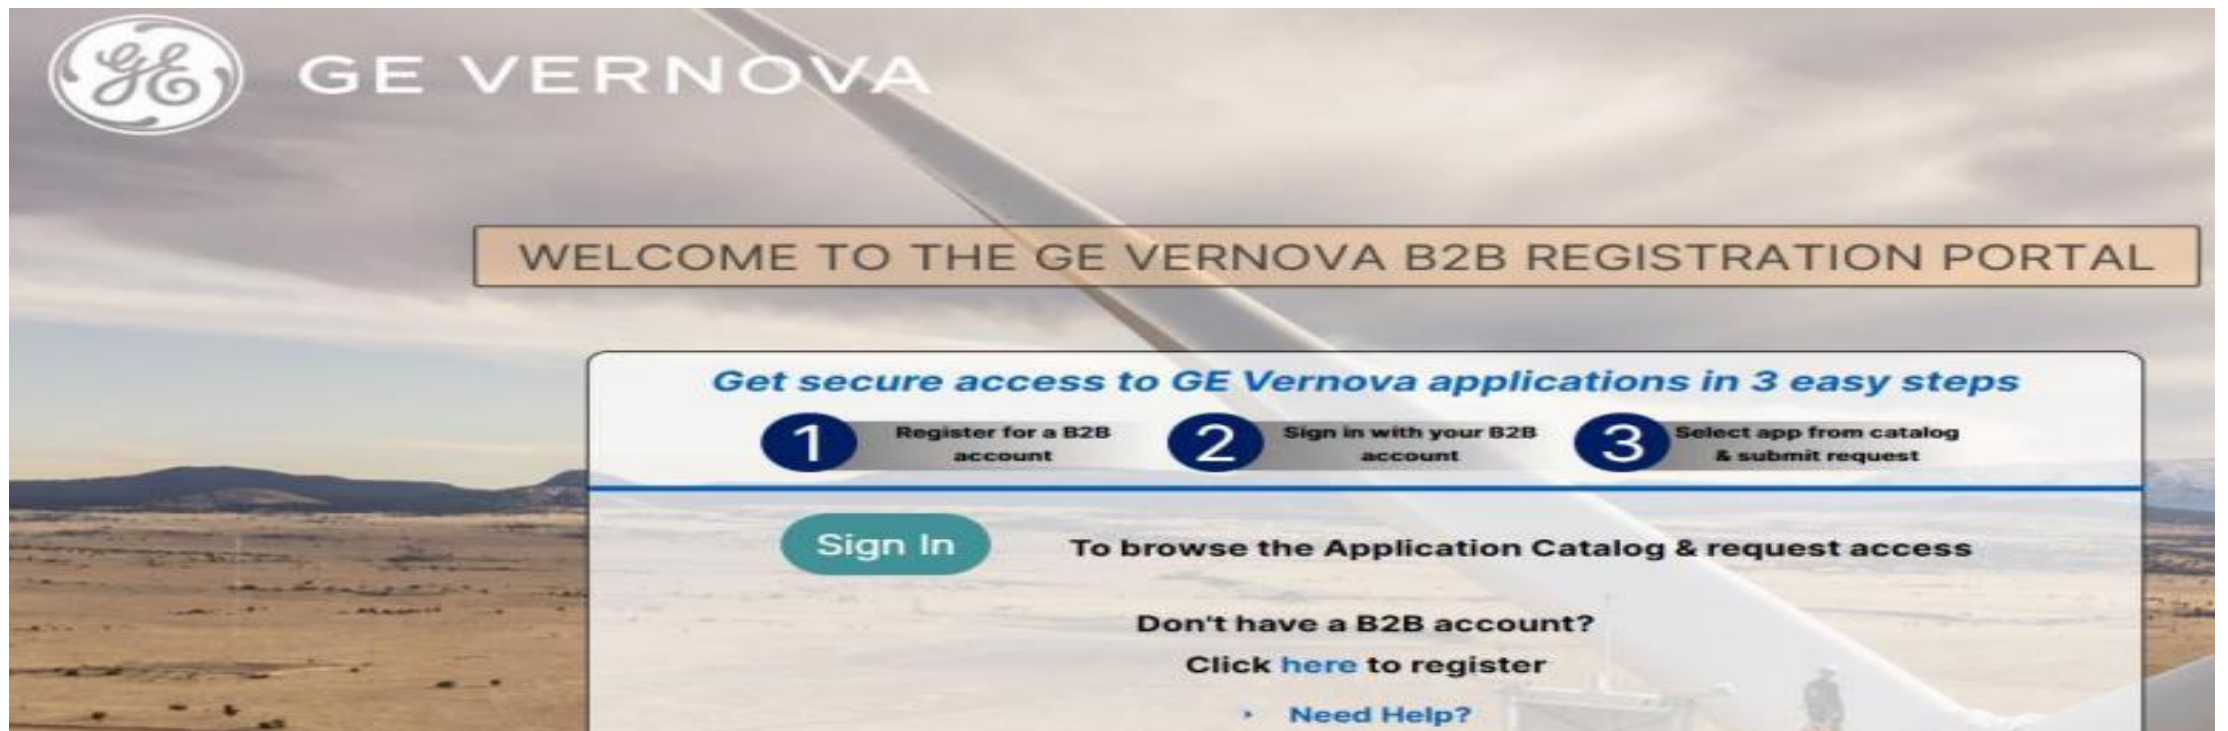 GE VERNOVA
WELCOME TO THE GE VERNOVA B2B REGISTRATION PORTAL
Get secure access to GE Vernova applications in 3 easy steps
1 Register for a B2B
account
2 Sign in with your B2B
account
3 Select app from catalog
& submit request
Sign In To browse the Application Catalog & request access
Don't have a B2B account?
Click here to register
Need Help?